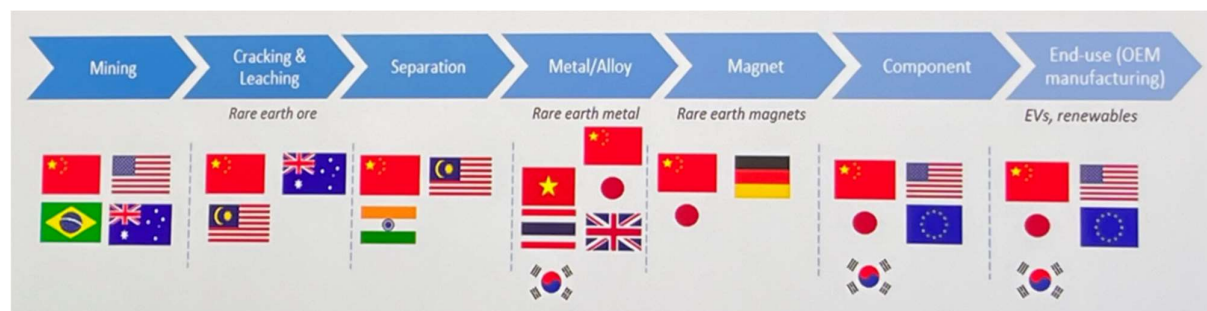 Mining
Cracking &
Leaching
Separation
Metal/Alloy
Magnet
Component
End-use (OEM
manufacturing)
Rare earth ore
Rare earth metal
Rare earth magnets
EVs, renewables